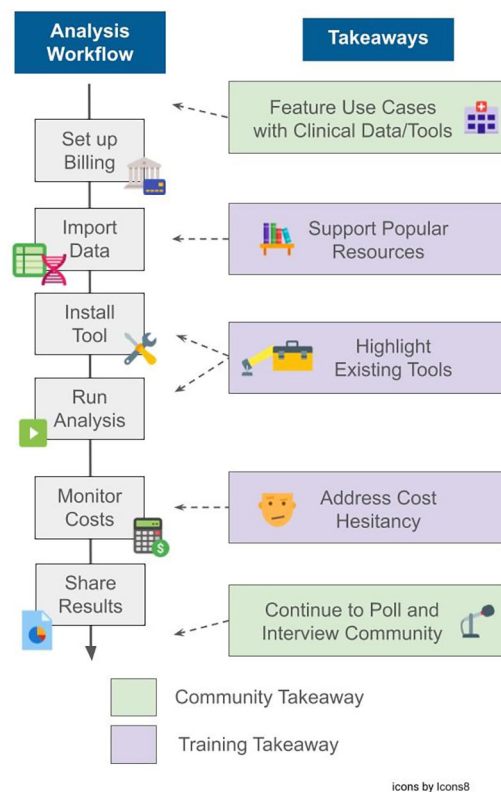 Analysis
Workflow
Takeaways
Feature Use Cases
with Clinical Data/Tools
Set up
Billing
Import
Data
Support Popular
Resources
Install
Tool
Highlight
Existing Tools
Run
Analysis
Monitor
Costs
$
Address Cost
Hesitancy
Share
Results
Continue to Poll and
Interview Community
Community Takeaway
Training Takeaway
icons by Icons8